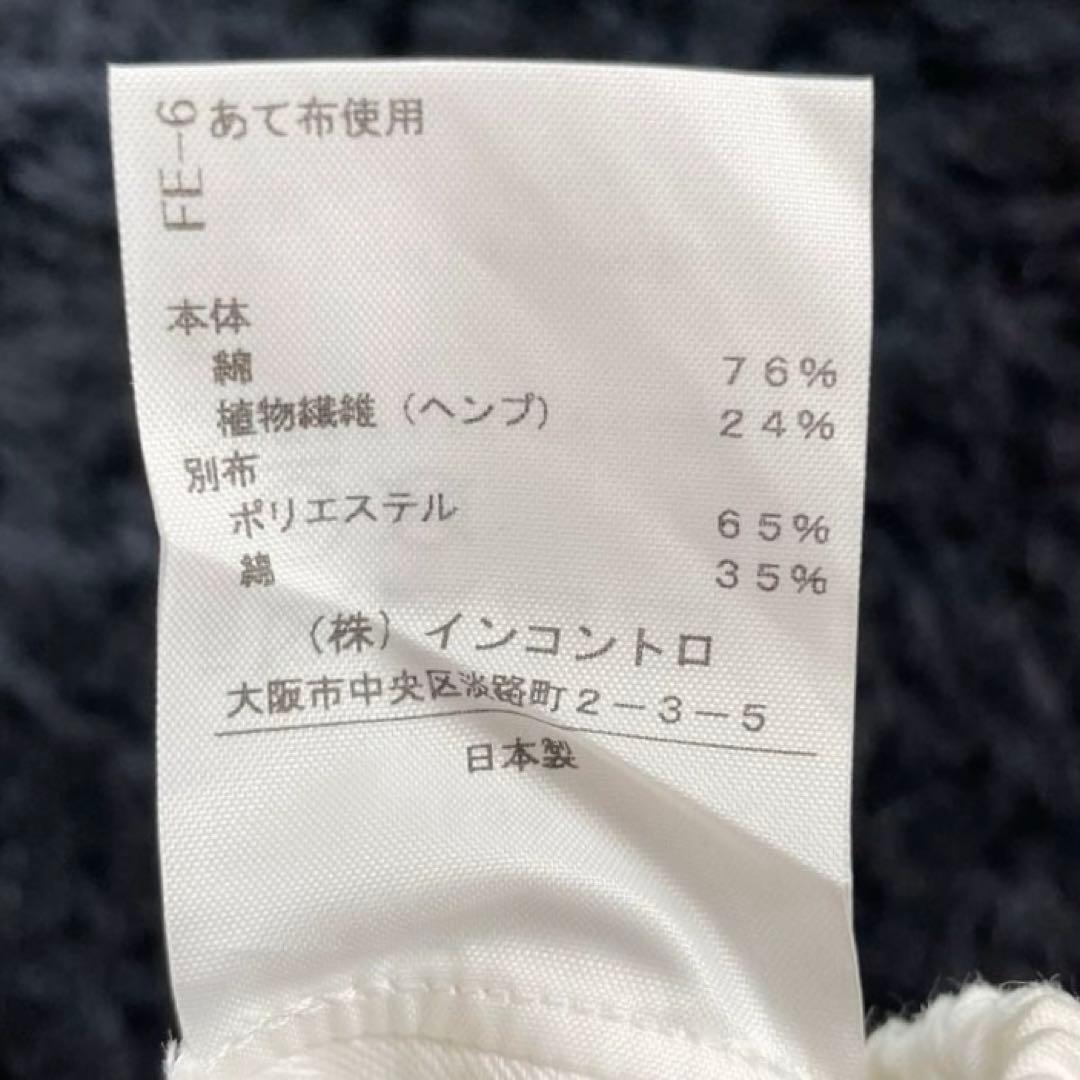 FE-6
あて布使用
本体
綿 76%
植物繊維（ヘンプ） 24%
別布
ポリエステル 65%
綿 35%
（株）インコントロ
大阪市中央区淡路町2-3-5
日本製